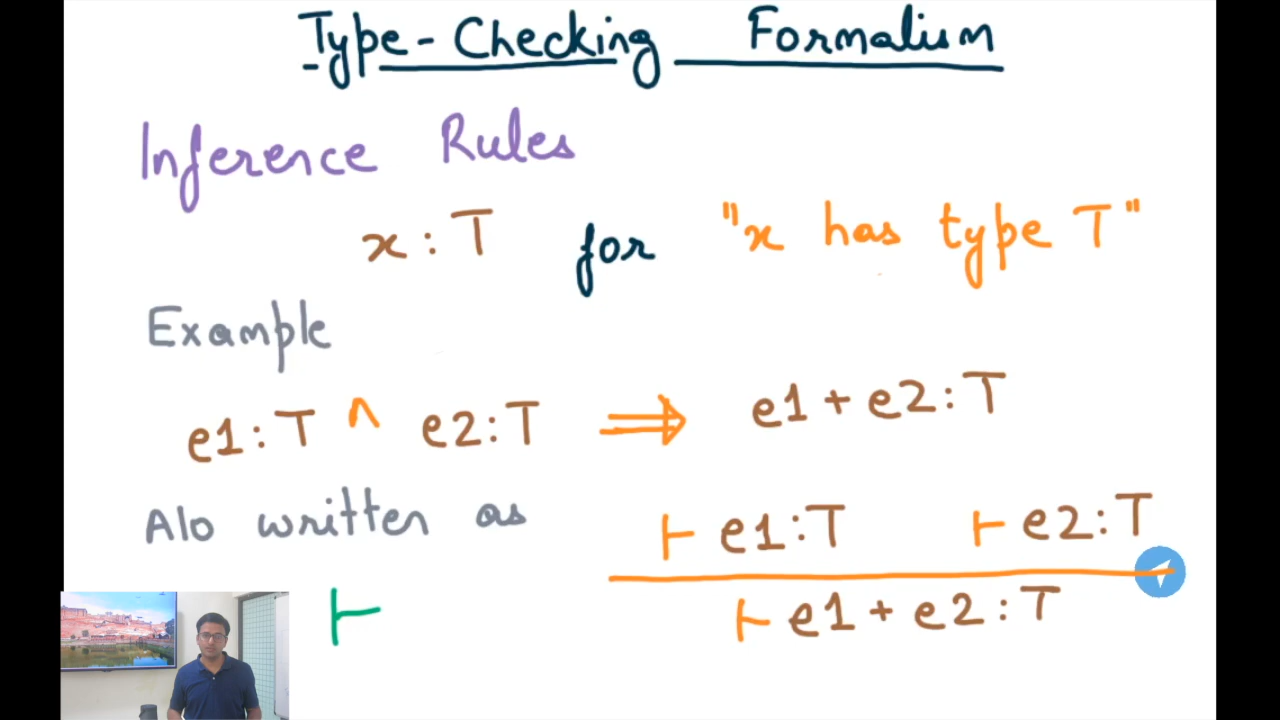 Type-Checking Formalism
Inference Rules
x : T for "x has type T"
Example
e1 : T ∧ e2 : T ⟹ e1 + e2 : T
Alo written as ⊢ e1 : T ⊢ e2 : T
⊢ ⊢ e1 + e2 : T